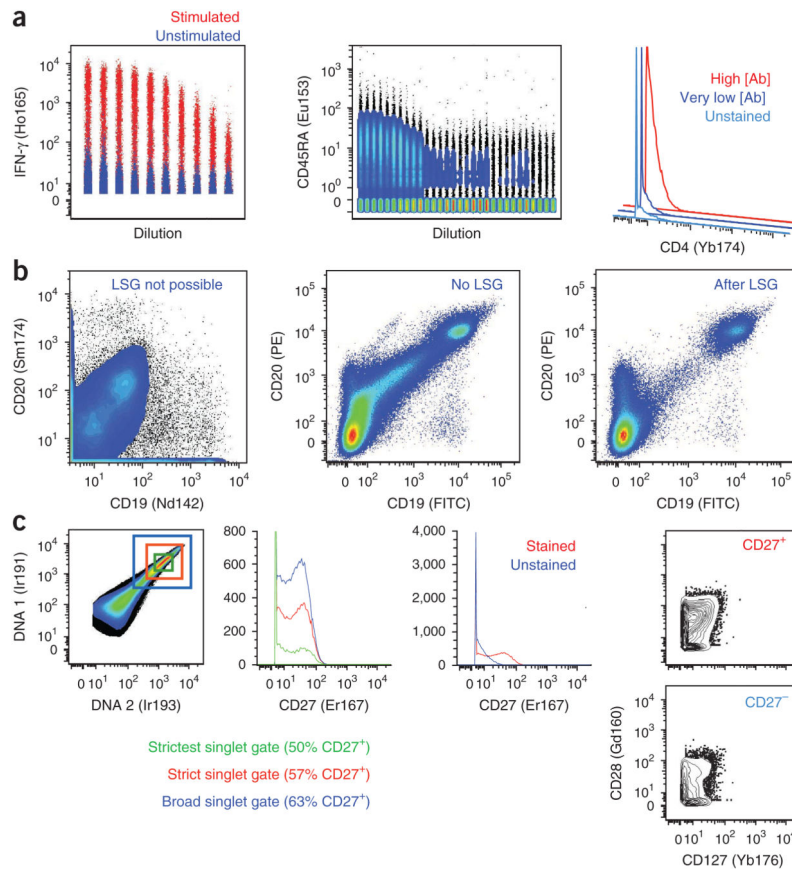 a
Stimulated
Unstimulated
IFN-γ (Ho165)
10⁴
10³
10²
10¹
0
Dilution
CD45RA (Eu153)
10³
10²
10¹
10⁰
0
Dilution
High [Ab]
Very low [Ab]
Unstained
CD4 (Yb174)
b
LSG not possible
CD20 (Sm174)
10⁴
10³
10²
10¹
10¹ 10² 10³ 10⁴
CD19 (Nd142)
No LSG
CD20 (PE)
10⁵
10⁴
10³
10²
0
0 10² 10³ 10⁴ 10⁵
CD19 (FITC)
After LSG
CD20 (PE)
10⁵
10⁴
10³
10²
0
0 10² 10³ 10⁴ 10⁵
CD19 (FITC)
c
DNA 1 (Ir191)
10⁴
10³
10²
10¹
0
0 10¹ 10² 10³ 10⁴
DNA 2 (Ir193)
800
600
400
200
0
0 10¹ 10² 10³ 10⁴
CD27 (Er167)
4,000
3,000
2,000
1,000
0
Stained
Unstained
0 10¹ 10² 10³ 10⁴
CD27 (Er167)
CD27⁺
Strictest singlet gate (50% CD27⁺)
Strict singlet gate (57% CD27⁺)
Broad singlet gate (63% CD27⁺)
CD27⁻
CD28 (Gd160)
10⁴
10³
10²
10¹
0
0 10¹ 10² 10³ 10⁴
CD127 (Yb176)